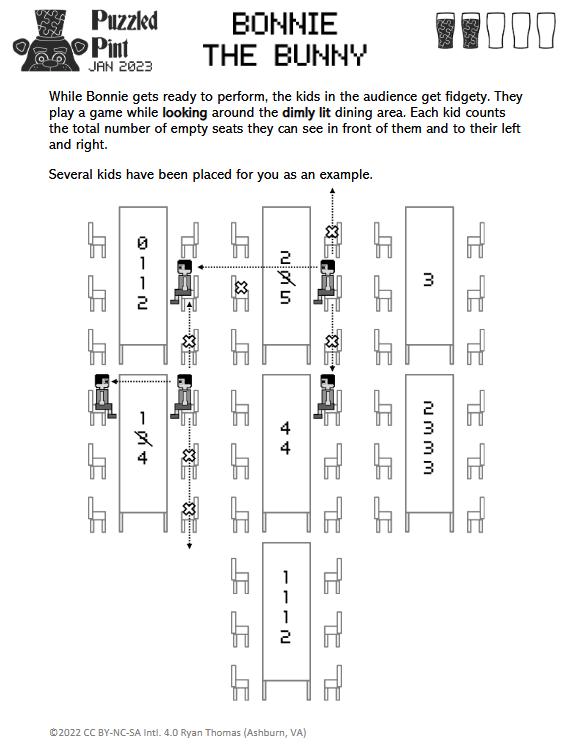 Puzzled
Pint
JAN 2023
BONNIE
THE BUNNY
While Bonnie gets ready to perform, the kids in the audience get fidgety. They
play a game while looking around the dimly lit dining area. Each kid counts
the total number of empty seats they can see in front of them and to their left
and right.
Several kids have been placed for you as an example.
0
1
1
2
2
3
5
3
1
3
4
4
4
2
3
3
3
1
1
1
2
©2022 CC BY-NC-SA Intl. 4.0 Ryan Thomas (Ashburn, VA)